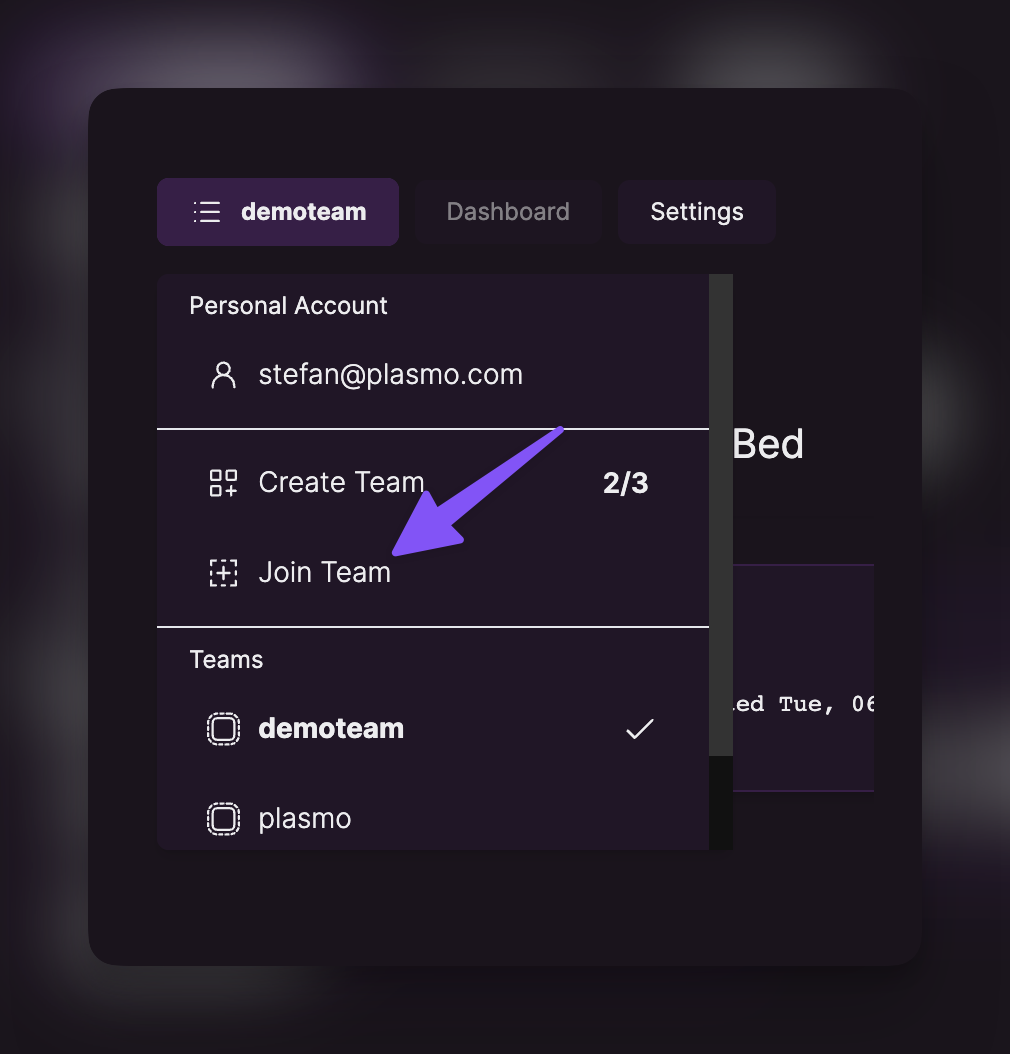 demoteam Dashboard Settings
Personal Account
stefan@plasmo.com
Bed
Create Team 2/3
Join Team
Teams
Tue, 06
demoteam
plasmo